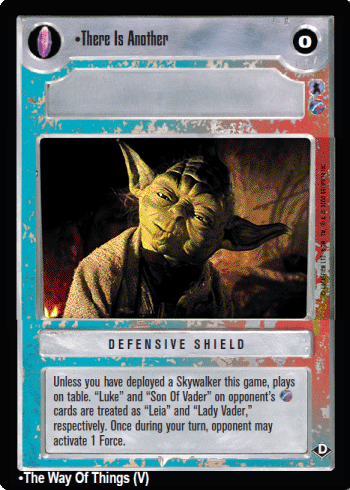 •There Is Another
0
DEFENSIVE SHIELD
Unless you have deployed a Skywalker this game, plays
on table. “Luke” and “Son Of Vader” on opponent’s
cards are treated as “Leia” and “Lady Vader,”
respectively. Once during your turn, opponent may
activate 1 Force.
D
•The Way Of Things (V)